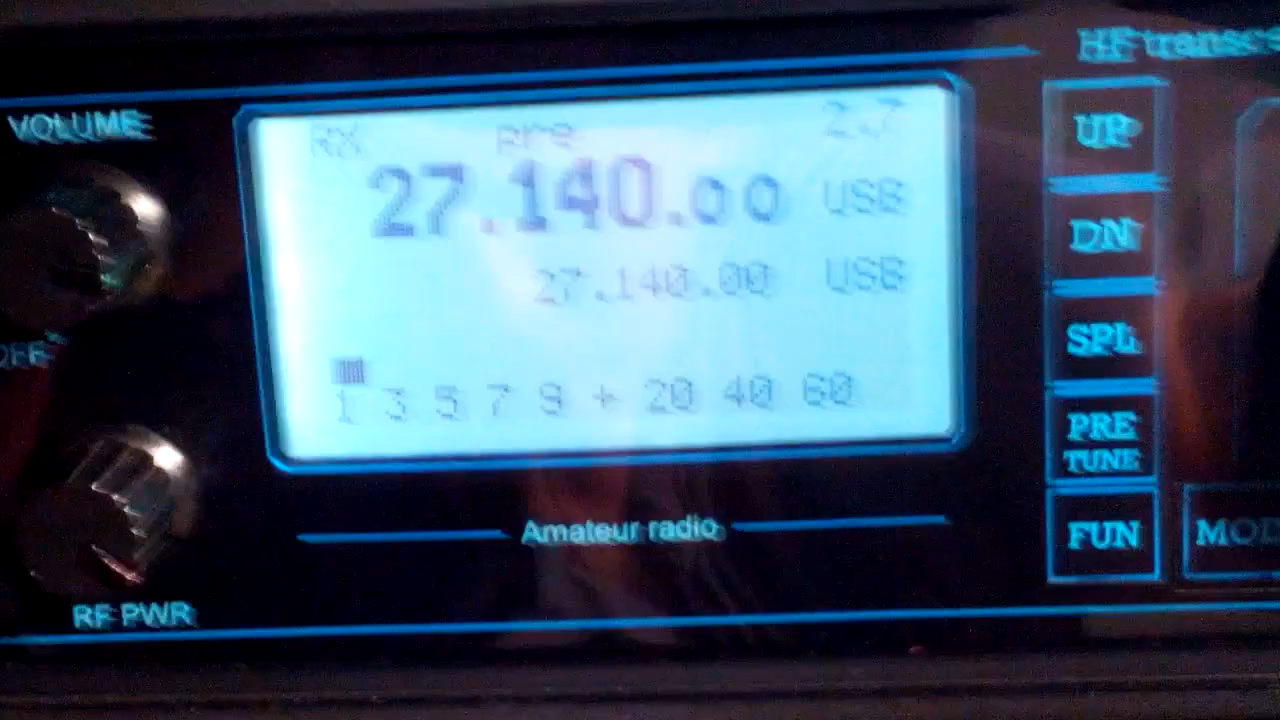 HF transce
VOLUME
RX pre 2.7
27.140.00 USB
27.140.00 USB
1 3 5 7 9 + 20 40 60
OFF
RF PWR
Amateur radio
UP
DN
SPL
PRE
TUNE
FUN
MOD